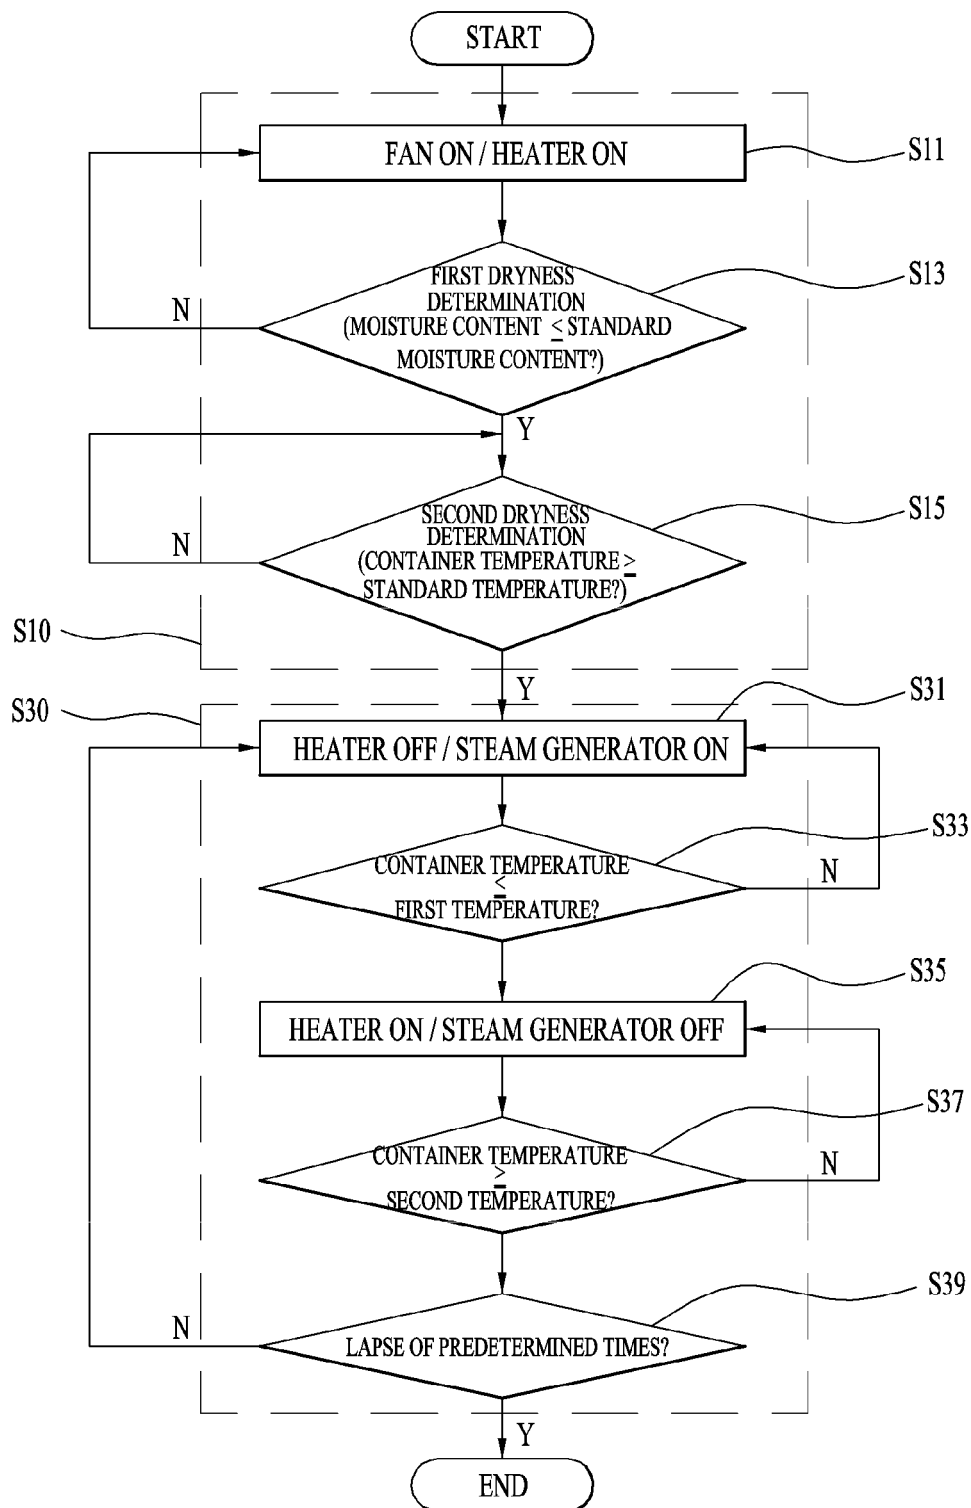 START
FAN ON / HEATER ON
S11
FIRST DRYNESS
DETERMINATION
(MOISTURE CONTENT ≤ STANDARD
MOISTURE CONTENT?)
S13
N
Y
SECOND DRYNESS
DETERMINATION
(CONTAINER TEMPERATURE ≥
STANDARD TEMPERATURE?)
S15
N
S10
Y
S30
HEATER OFF / STEAM GENERATOR ON
S31
CONTAINER TEMPERATURE
≤
FIRST TEMPERATURE?
S33
N
HEATER ON / STEAM GENERATOR OFF
S35
CONTAINER TEMPERATURE
≥
SECOND TEMPERATURE?
S37
N
LAPSE OF PREDETERMINED TIMES?
S39
N
Y
END